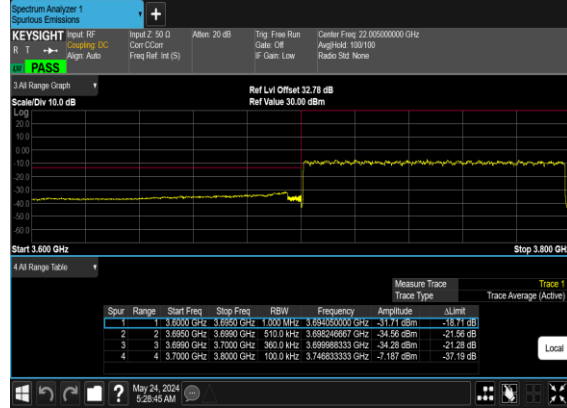 Spectrum Analyzer 1
Spurious Emissions
+
KEYSIGHT Input: RF Input Z: 50 Ω Atten: 20 dB Trig: Free Run Center Freq: 22.005000000 GHz
R T Coupling: DC Corr CCorr Gate: Off Avg|Hold: 100/100
Align: Auto Freq Ref: Int (S) IF Gain: Low Radio Std: None
LW PASS
3 All Range Graph
Ref Lvl Offset 32.78 dB
Scale/Div 10.0 dB Ref Value 30.00 dBm
Log
20.0
10.0
0.00
-10.0
-20.0
-30.0
-40.0
-50.0
-60.0
Start 3.600 GHz Stop 3.800 GHz
4 All Range Table
Measure Trace Trace 1
Trace Type Trace Average (Active)
Spur Range Start Freq Stop Freq RBW Frequency Amplitude ΔLimit
1 1 3.6000 GHz 3.6950 GHz 1.000 MHz 3.694050000 GHz -31.71 dBm -18.71 dB
2 2 3.6950 GHz 3.6990 GHz 510.0 kHz 3.698246667 GHz -34.56 dBm -21.56 dB
3 3 3.6990 GHz 3.7000 GHz 360.0 kHz 3.699988333 GHz -34.28 dBm -21.28 dB
4 4 3.7000 GHz 3.8000 GHz 100.0 kHz 3.746833333 GHz -7.187 dBm -37.19 dB
Local
? May 24, 2024
5:28:45 AM